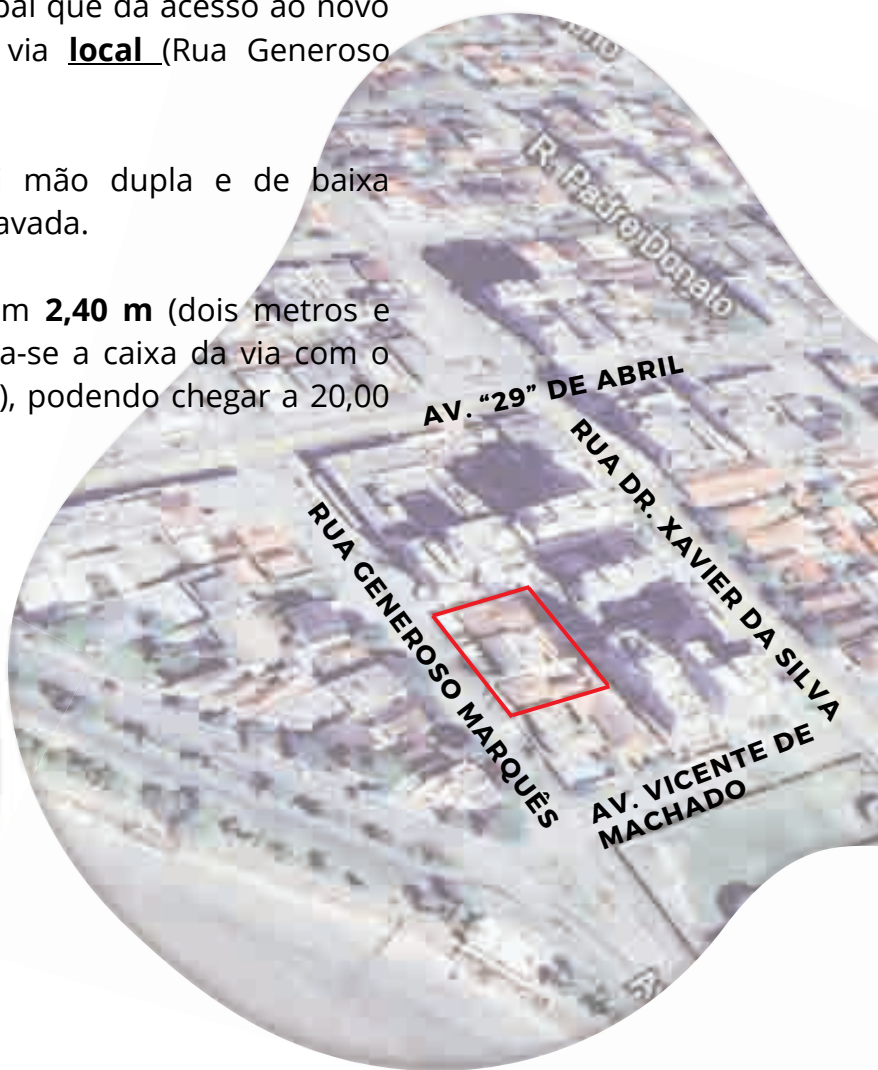 que dá acesso ao novo
via local (Rua Generoso
mão dupla e de baixa
2,40 m (dois metros e
a-se a caixa da via com o
), podendo chegar a 20,00
R. Padre Donato
AV. “29” DE ABRIL
RUA DR. XAVIER DA SILVA
RUA GENEROSO MARQUÊS
AV. VICENTE DE
MACHADO